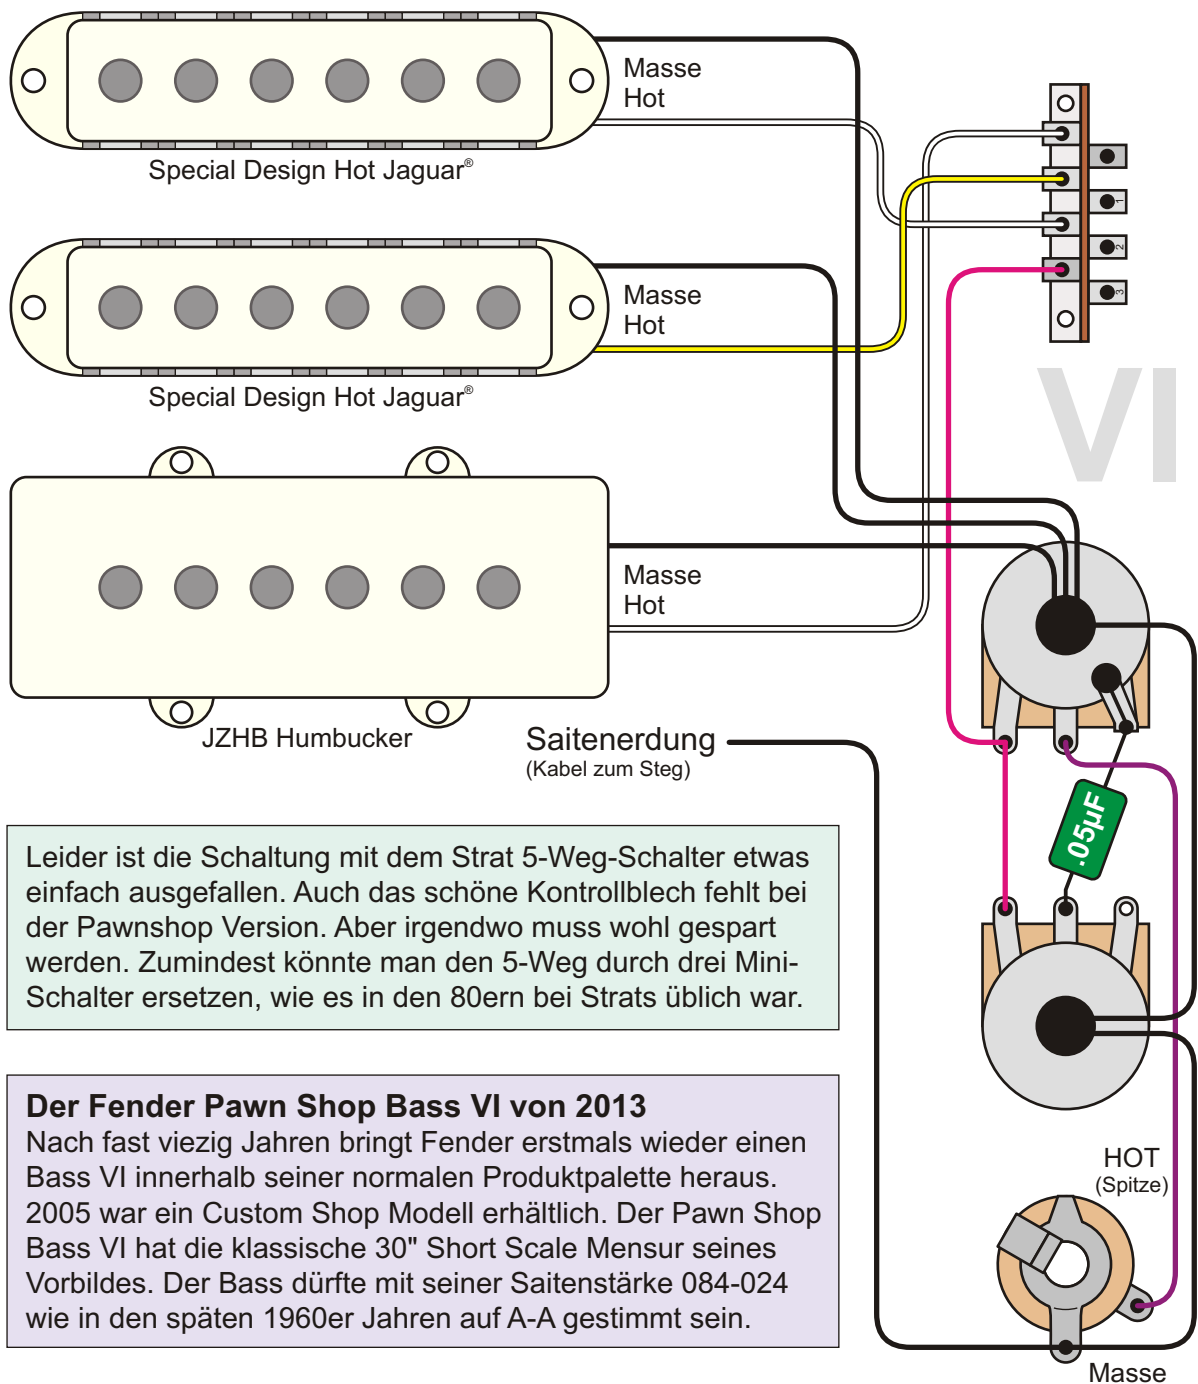 Masse
Hot
Special Design Hot Jaguar®
1
2
3
Masse
Hot
Special Design Hot Jaguar®
VI
Masse
Hot
JZHB Humbucker
Saitenerdung
(Kabel zum Steg)
.05µF
Leider ist die Schaltung mit dem Strat 5-Weg-Schalter etwas
einfach ausgefallen. Auch das schöne Kontrollblech fehlt bei
der Pawnshop Version. Aber irgendwo muss wohl gespart
werden. Zumindest könnte man den 5-Weg durch drei Mini-
Schalter ersetzen, wie es in den 80ern bei Strats üblich war.
Der Fender Pawn Shop Bass VI von 2013
Nach fast viezig Jahren bringt Fender erstmals wieder einen
Bass VI innerhalb seiner normalen Produktpalette heraus.
2005 war ein Custom Shop Modell erhältlich. Der Pawn Shop
Bass VI hat die klassische 30" Short Scale Mensur seines
Vorbildes. Der Bass dürfte mit seiner Saitenstärke 084-024
wie in den späten 1960er Jahren auf A-A gestimmt sein.
HOT
(Spitze)
Masse